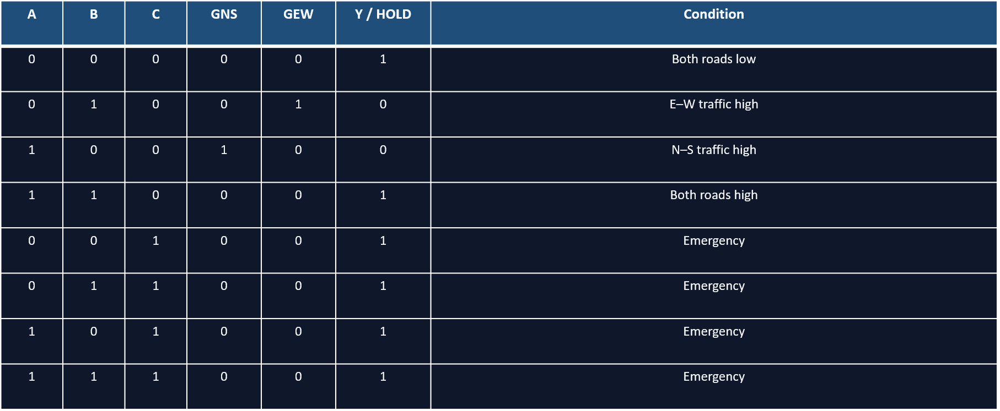 A B C GNS GEW Y / HOLD Condition
0 0 0 0 0 1 Both roads low
0 1 0 0 1 0 E–W traffic high
1 0 0 1 0 0 N–S traffic high
1 1 0 0 0 1 Both roads high
0 0 1 0 0 1 Emergency
0 1 1 0 0 1 Emergency
1 0 1 0 0 1 Emergency
1 1 1 0 0 1 Emergency